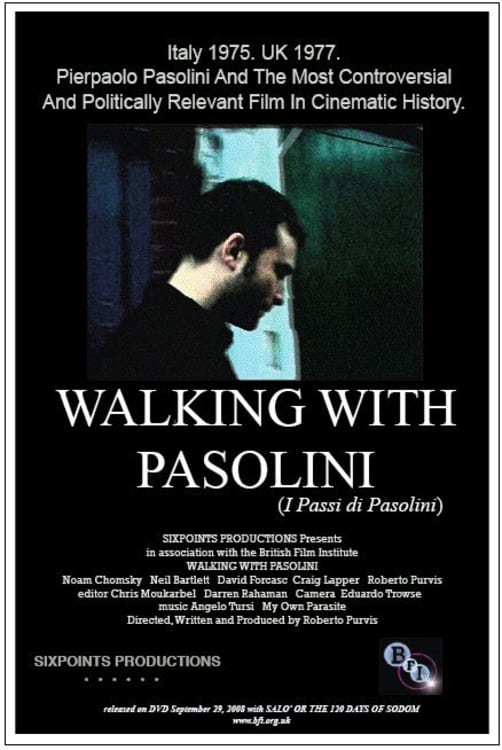 Italy 1975. UK 1977.
Pierpaolo Pasolini And The Most Controversial
And Politically Relevant Film In Cinematic History.
WALKING WITH
PASOLINI
(I Passi di Pasolini)
SIXPOINTS PRODUCTIONS Presents
in association with the British Film Institute
WALKING WITH PASOLINI
Noam Chomsky Neil Bartlett David Forcasc Craig Lapper Roberto Purvis
editor Chris Moukarbel Darren Rahaman Camera Eduardo Trowse
music Angelo Tursi My Own Parasite
Directed, Written and Produced by Roberto Purvis
SIXPOINTS PRODUCTIONS
BFI
released on DVD September 29, 2008 with SALO' OR THE 120 DAYS OF SODOM
www.bfi.org.uk